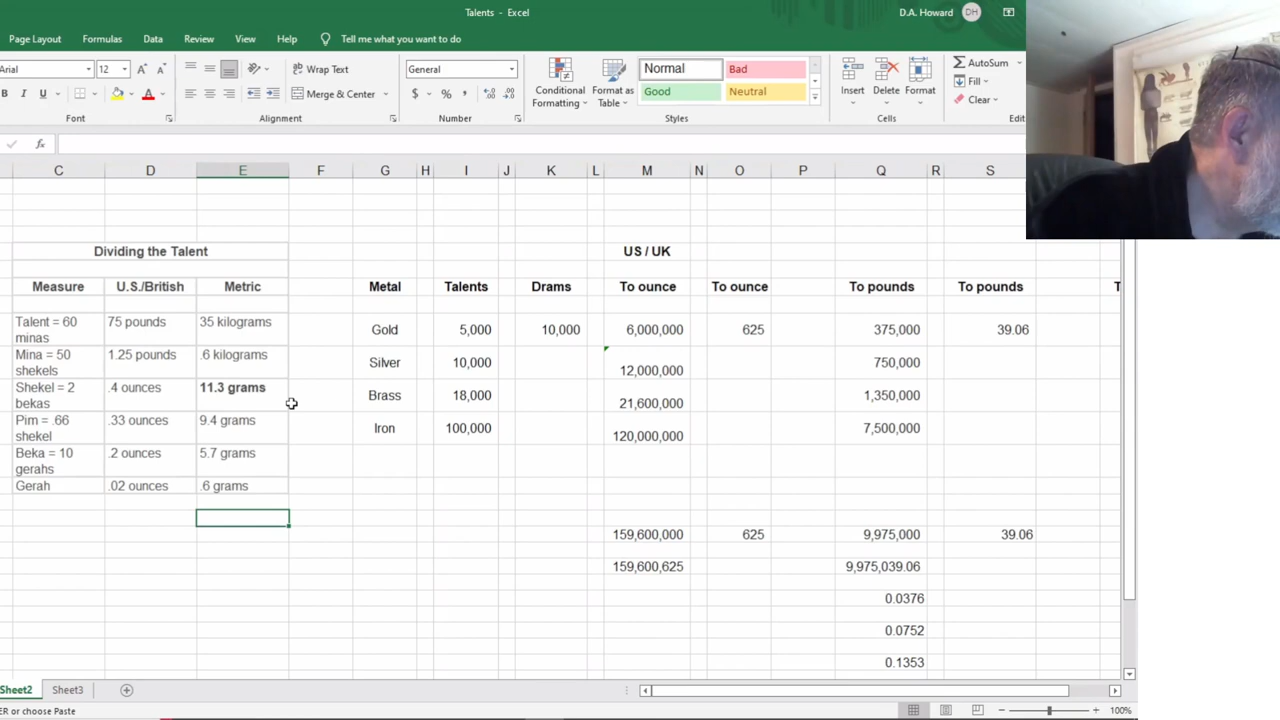 Talents - Excel
D.A. Howard DH
Page Layout Formulas Data Review View Help Tell me what you want to do
Arial 12 Wrap Text General Normal Bad AutoSum
B I U Merge & Center $ % Conditional Formatting Format as Table Good Neutral Insert Delete Format Fill Clear
Font Alignment Number Styles Cells
fx
C D E F G H I J K L M N O P Q R S
Dividing the Talent US / UK
Measure U.S./British Metric Metal Talents Drams To ounce To ounce To pounds To pounds T
Talent = 60 minas 75 pounds 35 kilograms Gold 5,000 10,000 6,000,000 625 375,000 39.06
Mina = 50 shekels 1.25 pounds .6 kilograms Silver 10,000 12,000,000 750,000
Shekel = 2 bekas .4 ounces 11.3 grams Brass 18,000 21,600,000 1,350,000
Pim = .66 shekel .33 ounces 9.4 grams Iron 100,000 120,000,000 7,500,000
Beka = 10 gerahs .2 ounces 5.7 grams
Gerah .02 ounces .6 grams
159,600,000 625 9,975,000 39.06
159,600,625 9,975,039.06
0.0376
0.0752
0.1353
Sheet2 Sheet3
ER or choose Paste 100%